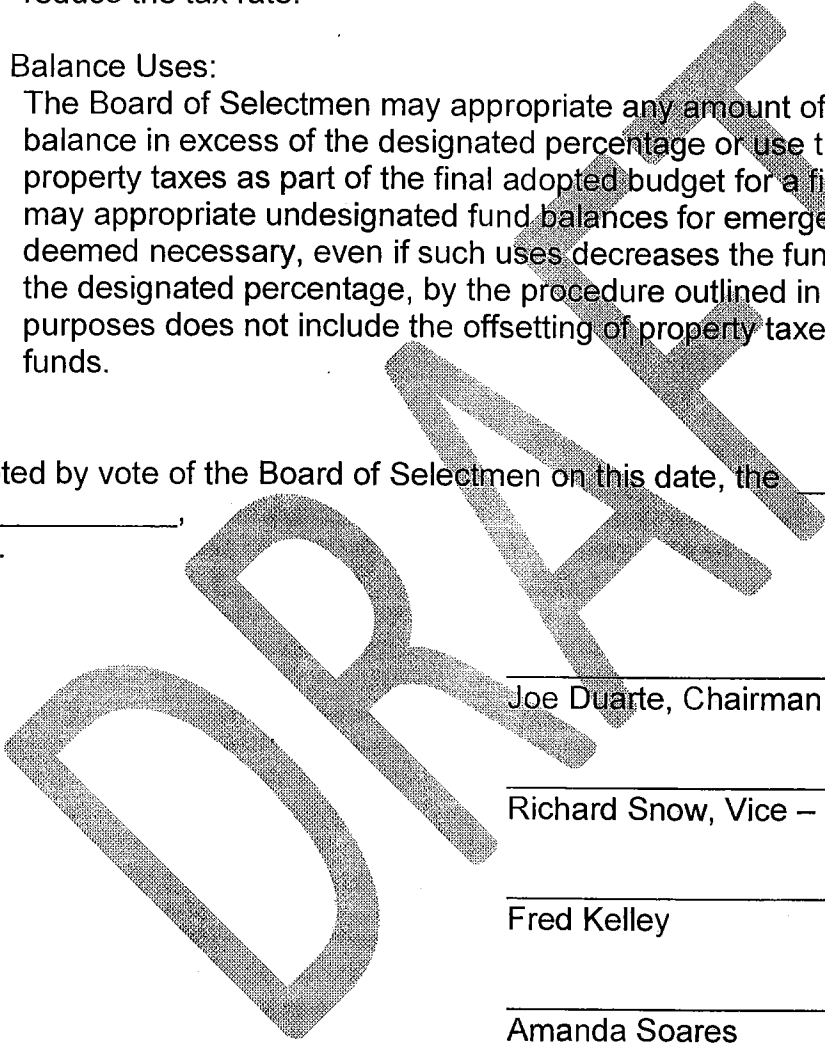 reduce the tax rate.
Balance Uses:
The Board of Selectmen may appropriate any amount of
balance in excess of the designated percentage or use t
property taxes as part of the final adopted budget for a fi
may appropriate undesignated fund balances for emerge
deemed necessary, even if such uses decreases the fun
the designated percentage, by the procedure outlined in
purposes does not include the offsetting of property taxe
funds.
ted by vote of the Board of Selectmen on this date, the ___
____________,
.
Joe Duarte, Chairman
Richard Snow, Vice –
Fred Kelley
Amanda Soares
DRAFT